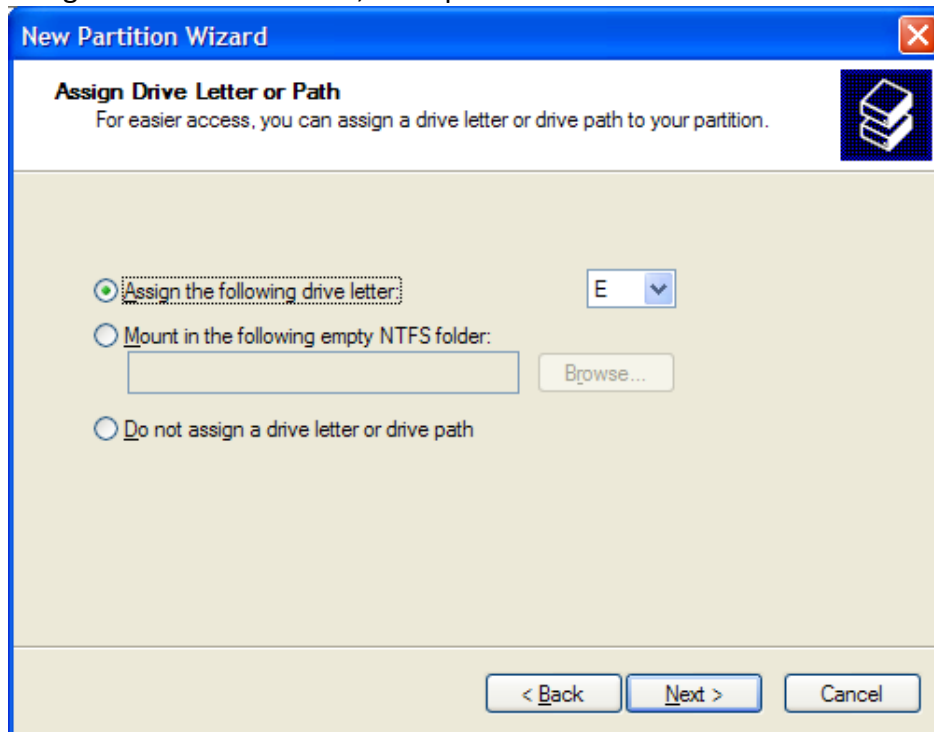 New Partition Wizard
Assign Drive Letter or Path
For easier access, you can assign a drive letter or drive path to your partition.
Assign the following drive letter: E
Mount in the following empty NTFS folder:
Browse...
Do not assign a drive letter or drive path
< Back Next > Cancel